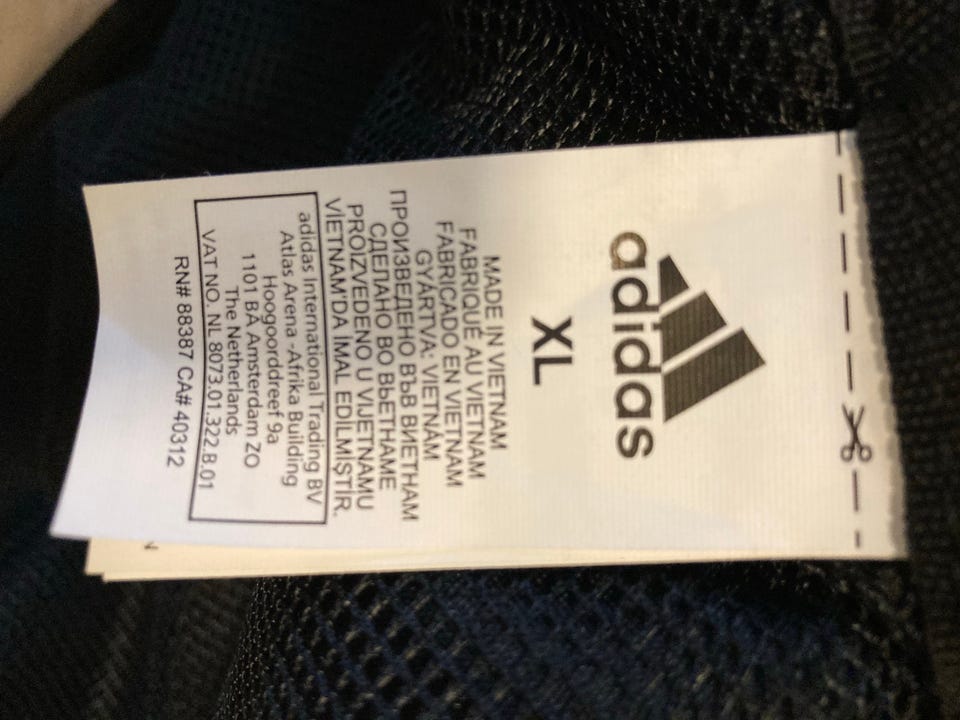 adidas
XL
MADE IN VIETNAM
FABRIQUÉ AU VIETNAM
FABRICADO EN VIETNAM
GYÁRTVA: VIETNÁM
ПРОИЗВЕДЕНО ВЪВ ВИЕТНАМ
СДЕЛАНО ВО ВЬЕТНАМЕ
PROIZVEDENO U VIJETNAMU
VİETNAM'DA İMAL EDİLMİŞTİR.
adidas International Trading BV
Atlas Arena -Afrika Building
Hoogoorddreef 9a
1101 BA Amsterdam ZO
The Netherlands
VAT NO. NL 8073.01.322.B.01
RN# 88387 CA# 40312